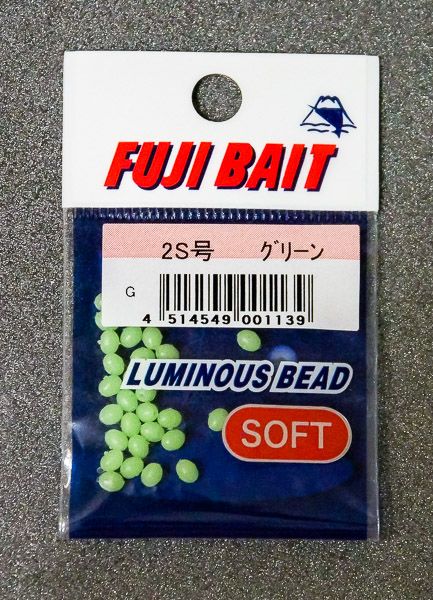 FUJI BAIT
2S号 グリーン
G
4 514549 001139
LUMINOUS BEAD
SOFT